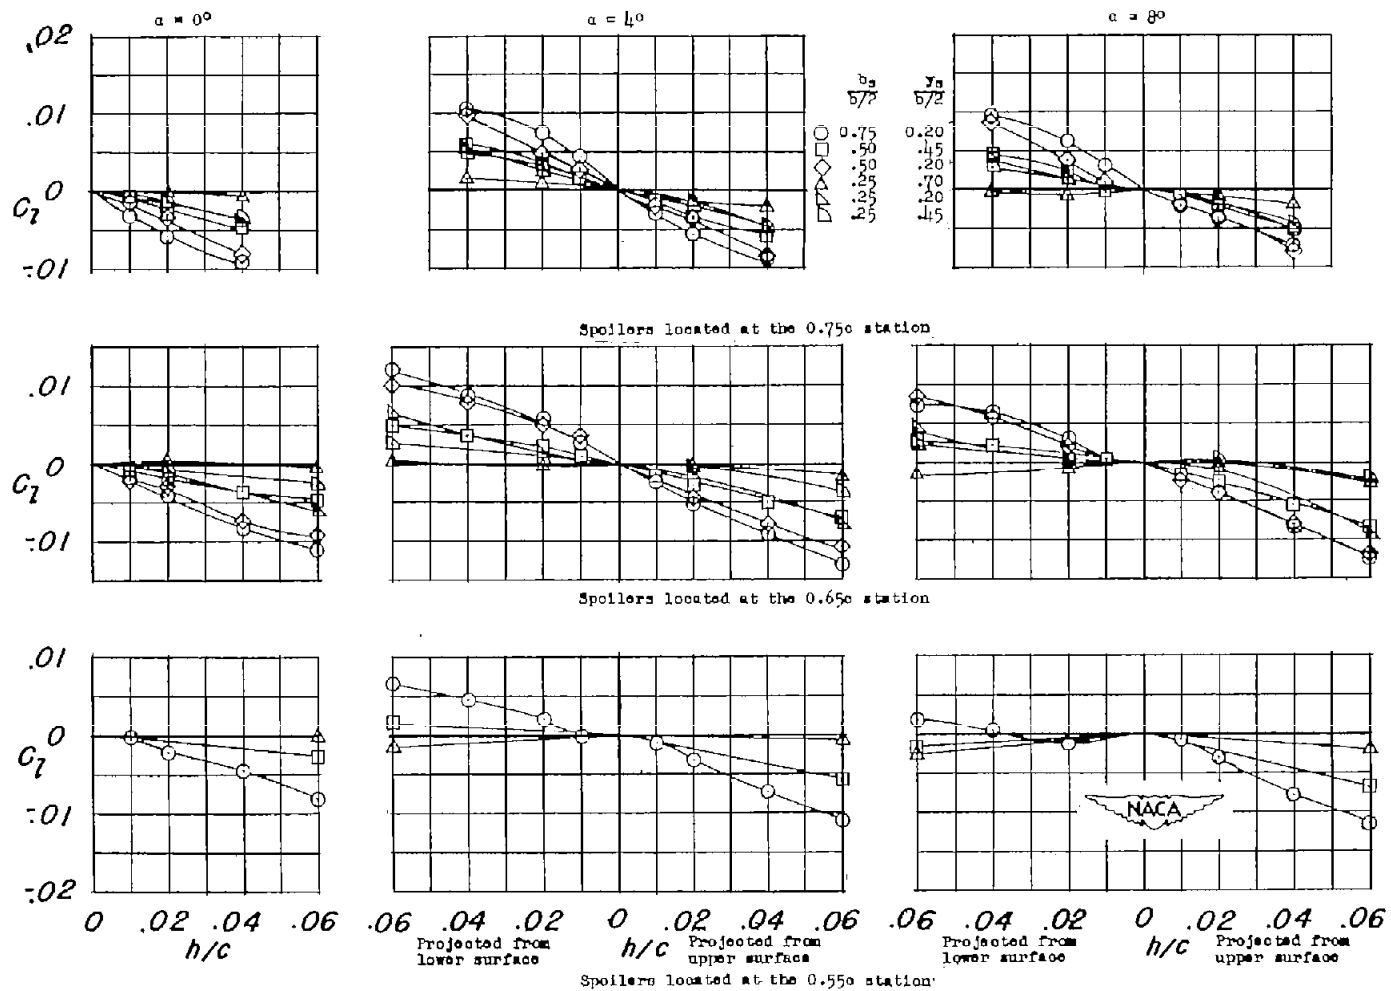 α = 0° α = 4° α = 8°
.02
.01
0
C_l
-.01
b_s / b/2 y_s / b/2
○ 0.75 0.20
□ .50 .45
◇ .50 .20
△ .25 .70
.25 .20
.25 .45
Spoilers located at the 0.75c station
.01
0
C_l
-.01
Spoilers located at the 0.65c station
.01
0
C_l
-.01
-.02
NACA
0 .02 .04 .06 .06 .04 .02 0 .02 .04 .06 .06 .04 .02 0 .02 .04 .06
h/c Projected from lower surface h/c Projected from upper surface Projected from lower surface h/c Projected from upper surface
Spoilers located at the 0.55c station